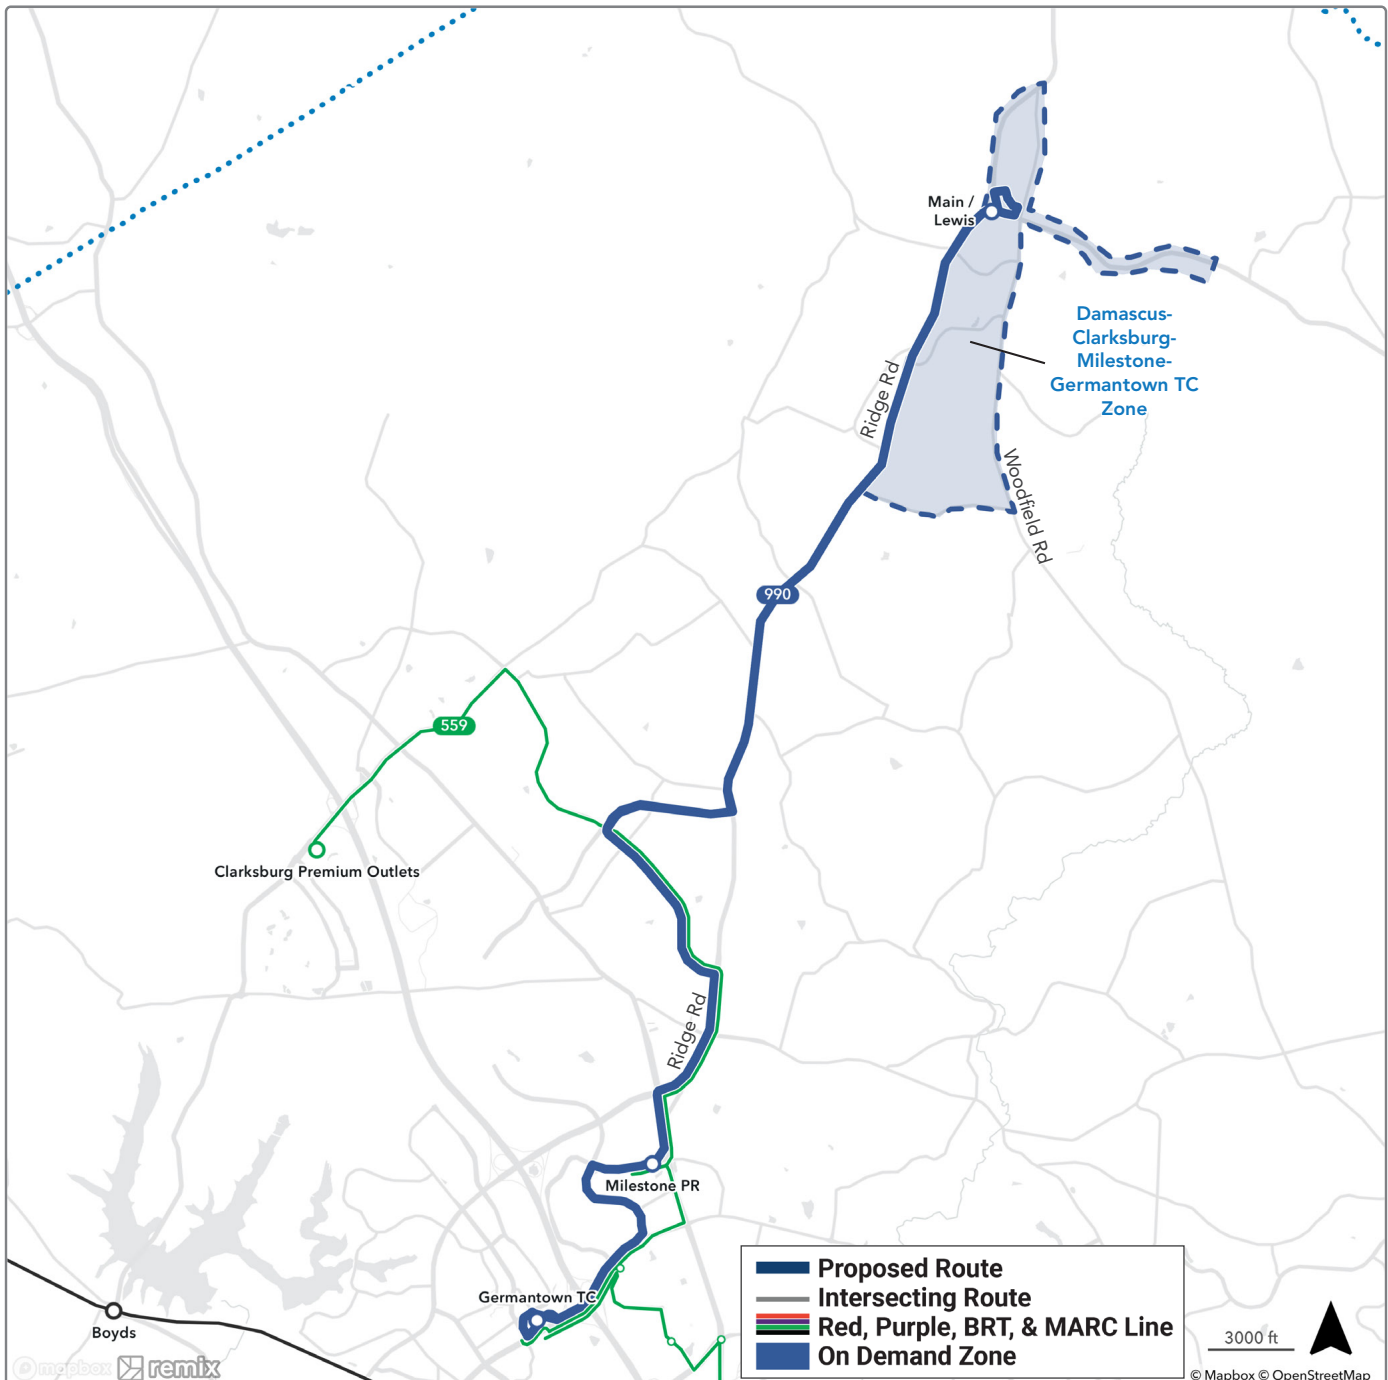 Main /
Lewis
Damascus-
Clarksburg-
Milestone-
Germantown TC
Zone
Ridge Rd
Woodfield Rd
990
559
Clarksburg Premium Outlets
Ridge Rd
Milestone PR
Germantown TC
Boyds
Proposed Route
Intersecting Route
Red, Purple, BRT, & MARC Line
On Demand Zone
3000 ft
mapbox remix
© Mapbox © OpenStreetMap